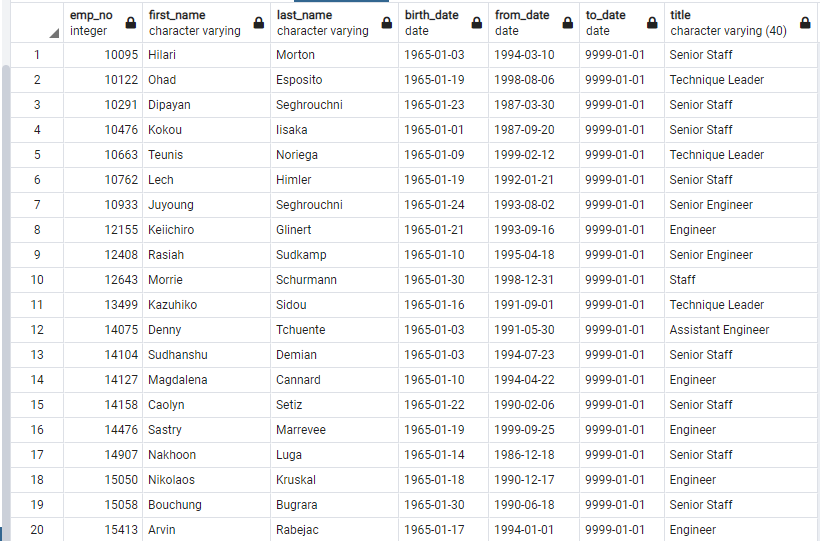 emp_no first_name last_name birth_date from_date to_date title
integer character varying character varying date date date character varying (40)
1 10095 Hilari Morton 1965-01-03 1994-03-10 9999-01-01 Senior Staff
2 10122 Ohad Esposito 1965-01-19 1998-08-06 9999-01-01 Technique Leader
3 10291 Dipayan Seghrouchni 1965-01-23 1987-03-30 9999-01-01 Senior Staff
4 10476 Kokou Iisaka 1965-01-01 1987-09-20 9999-01-01 Senior Staff
5 10663 Teunis Noriega 1965-01-09 1999-02-12 9999-01-01 Technique Leader
6 10762 Lech Himler 1965-01-19 1992-01-21 9999-01-01 Senior Staff
7 10933 Juyoung Seghrouchni 1965-01-24 1993-08-02 9999-01-01 Senior Engineer
8 12155 Keiichiro Glinert 1965-01-21 1993-09-16 9999-01-01 Engineer
9 12408 Rasiah Sudkamp 1965-01-10 1995-04-18 9999-01-01 Senior Engineer
10 12643 Morrie Schurmann 1965-01-30 1998-12-31 9999-01-01 Staff
11 13499 Kazuhiko Sidou 1965-01-16 1991-09-01 9999-01-01 Technique Leader
12 14075 Denny Tchuente 1965-01-03 1991-05-30 9999-01-01 Assistant Engineer
13 14104 Sudhanshu Demian 1965-01-03 1994-07-23 9999-01-01 Senior Staff
14 14127 Magdalena Cannard 1965-01-10 1994-04-22 9999-01-01 Engineer
15 14158 Caolyn Setiz 1965-01-22 1990-02-06 9999-01-01 Senior Staff
16 14476 Sastry Marrevee 1965-01-19 1999-09-25 9999-01-01 Engineer
17 14907 Nakhoon Luga 1965-01-14 1986-12-18 9999-01-01 Senior Staff
18 15050 Nikolaos Kruskal 1965-01-18 1990-12-17 9999-01-01 Engineer
19 15058 Bouchung Bugrara 1965-01-30 1990-06-18 9999-01-01 Senior Staff
20 15413 Arvin Rabejac 1965-01-17 1994-01-01 9999-01-01 Engineer